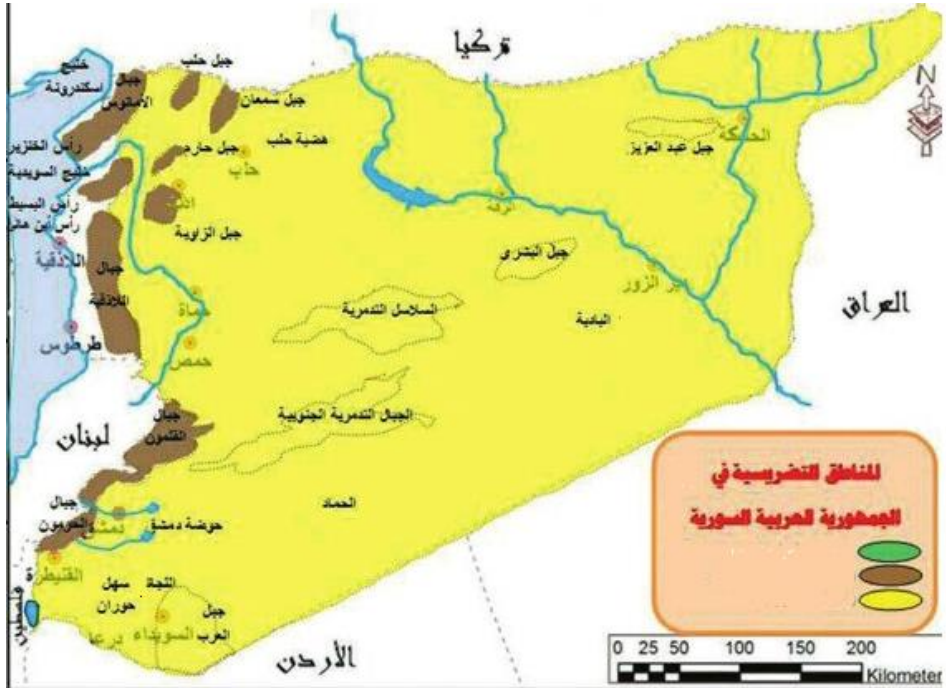 تركيا
خليج
اسكندرونة
جبال
الأمانوس
جبل حلب
جبل سمعان
هضبة حلب
رأس الخنزير
جبل حارم
حلب
خليج السويدية
رأس البسيط
رأس ابن هانئ
جبل الزاوية
اللاذقية
جبال
اللاذقية
حماة
طرطوس
حمص
الرقة
الحسكة
جبل عبد العزيز
جبل البشري
دير الزور
البادية
السلاسل التدمرية
الجبال التدمرية الجنوبية
العراق
جبال
القلمون
لبنان
جبال
الحرمون
دمشق
حوضة دمشق
الحماد
القنيطرة
اللجاة
سهل
حوران
جبل
العرب
السويداء
درعا
فلسطين
الأردن
المناطق التضريسية في
الجمهورية العربية السورية
N
0 25 50 100 150 200
Kilometer